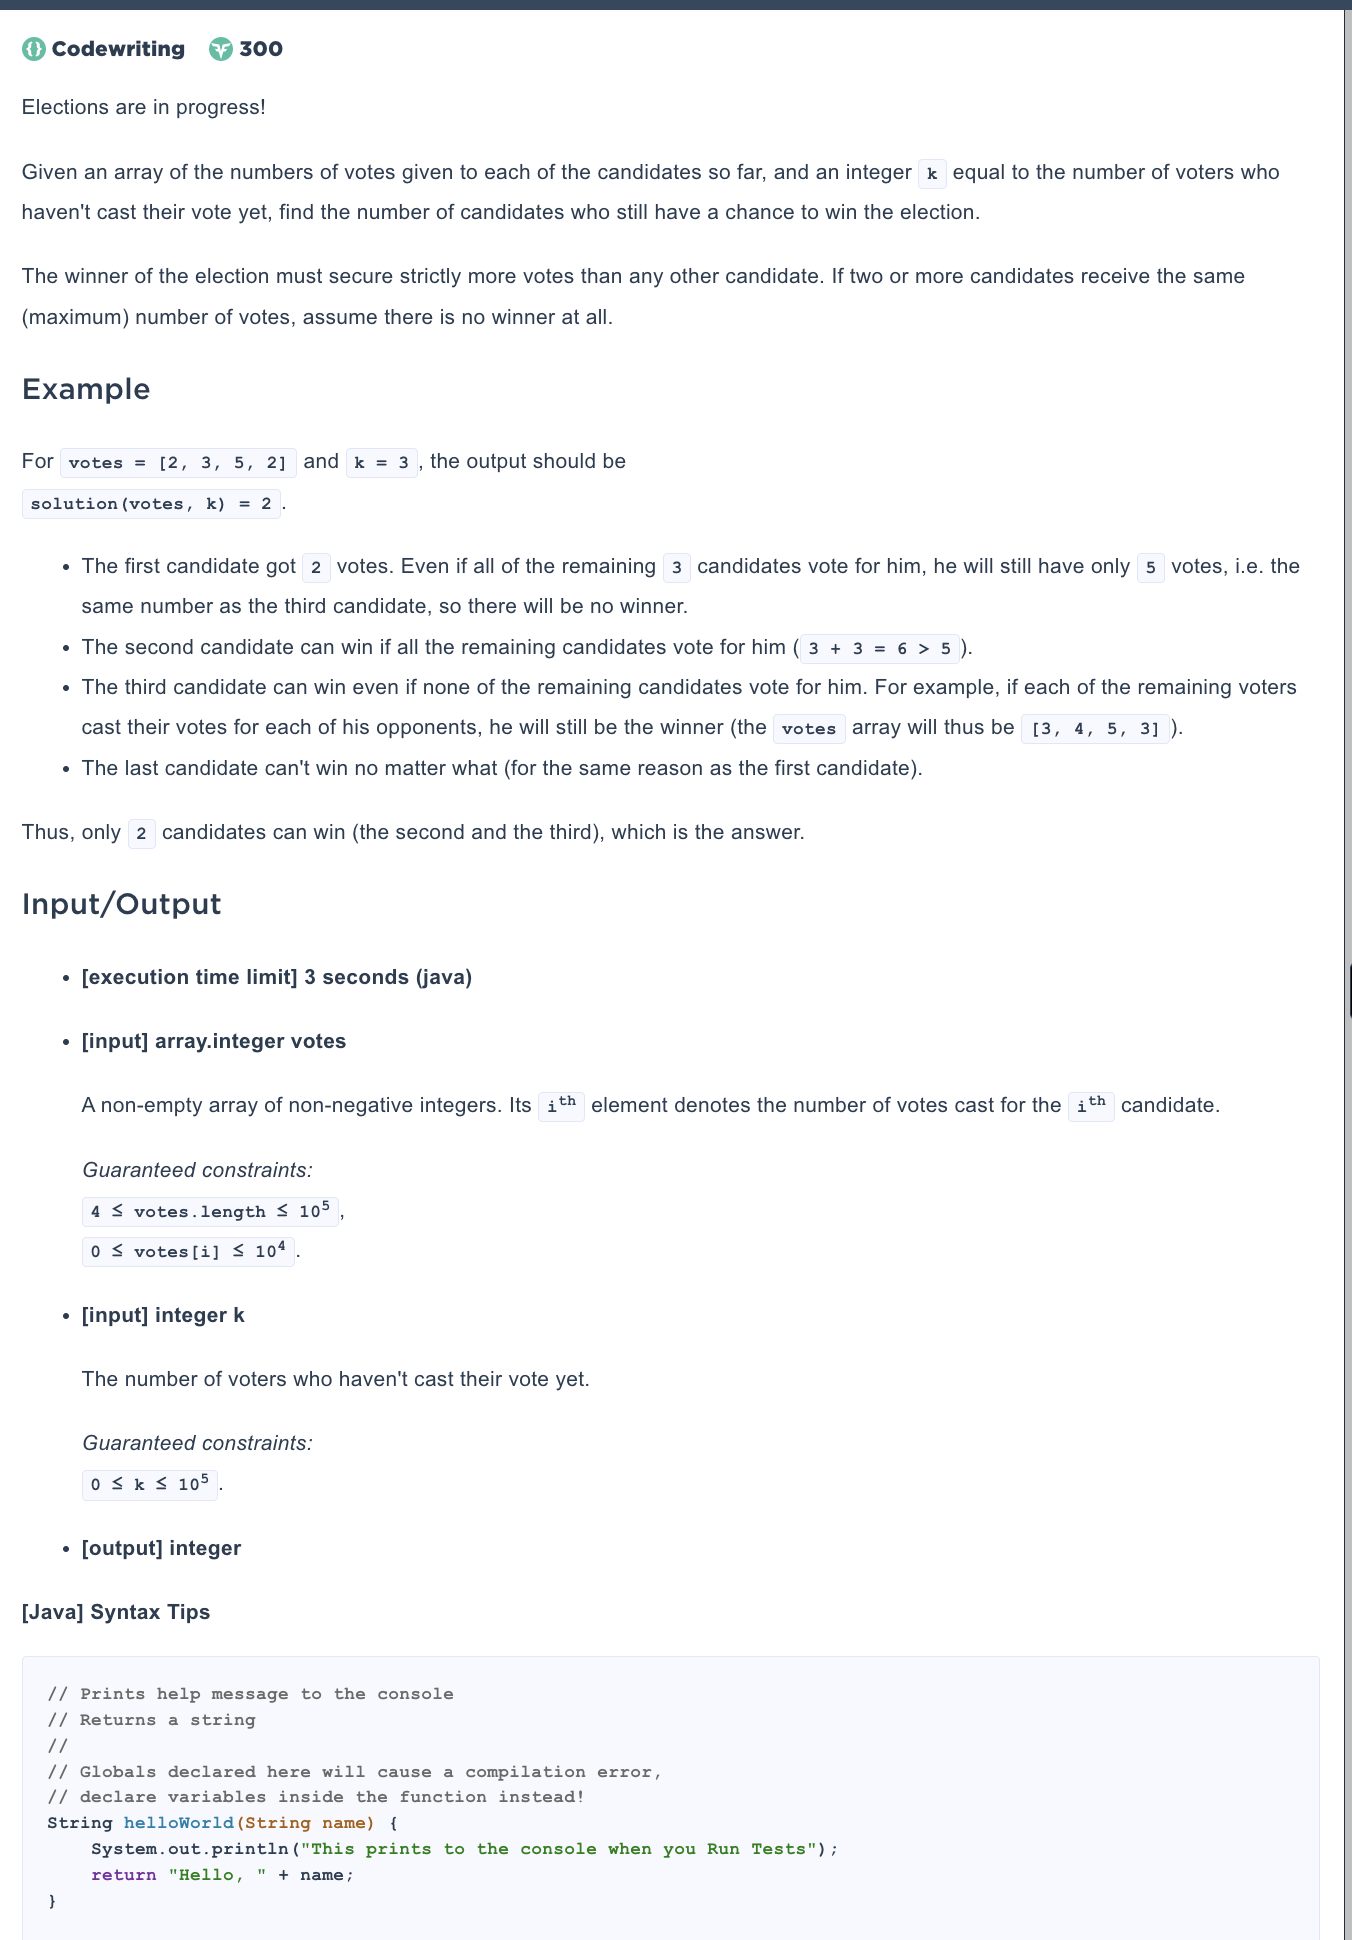 Codewriting 300
Elections are in progress!
Given an array of the numbers of votes given to each of the candidates so far, and an integer k equal to the number of voters who
haven't cast their vote yet, find the number of candidates who still have a chance to win the election.
The winner of the election must secure strictly more votes than any other candidate. If two or more candidates receive the same
(maximum) number of votes, assume there is no winner at all.
Example
For votes = [2, 3, 5, 2] and k = 3, the output should be
solution(votes, k) = 2.
• The first candidate got 2 votes. Even if all of the remaining 3 candidates vote for him, he will still have only 5 votes, i.e. the
same number as the third candidate, so there will be no winner.
• The second candidate can win if all the remaining candidates vote for him (3 + 3 = 6 > 5).
• The third candidate can win even if none of the remaining candidates vote for him. For example, if each of the remaining voters
cast their votes for each of his opponents, he will still be the winner (the votes array will thus be [3, 4, 5, 3]).
• The last candidate can't win no matter what (for the same reason as the first candidate).
Thus, only 2 candidates can win (the second and the third), which is the answer.
Input/Output
• [execution time limit] 3 seconds (java)
• [input] array.integer votes
A non-empty array of non-negative integers. Its iᵗʰ element denotes the number of votes cast for the iᵗʰ candidate.
Guaranteed constraints:
4 ≤ votes.length ≤ 10⁵,
0 ≤ votes[i] ≤ 10⁴.
• [input] integer k
The number of voters who haven't cast their vote yet.
Guaranteed constraints:
0 ≤ k ≤ 10⁵.
• [output] integer
[Java] Syntax Tips
// Prints help message to the console
// Returns a string
//
// Globals declared here will cause a compilation error,
// declare variables inside the function instead!
String helloWorld(String name) {
    System.out.println("This prints to the console when you Run Tests");
    return "Hello, " + name;
}